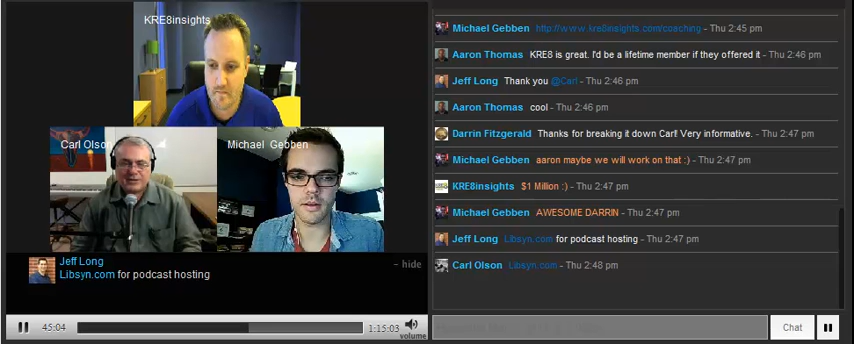 KRE8insights
Carl Olson
Michael Gebben
Jeff Long
Libsyn.com for podcast hosting
– hide
45:04
1:15:03
volume
Michael Gebben http://www.kre8insights.com/coaching - Thu 2:45 pm
Aaron Thomas KRE8 is great. I'd be a lifetime member if they offered it - Thu 2:46 pm
Jeff Long Thank you @Carl - Thu 2:46 pm
Aaron Thomas cool - Thu 2:46 pm
Darrin Fitzgerald Thanks for breaking it down Carl! Very informative. - Thu 2:47 pm
Michael Gebben aaron maybe we will work on that :) - Thu 2:47 pm
KRE8insights $1 Million :) - Thu 2:47 pm
Michael Gebben AWESOME DARRIN - Thu 2:47 pm
Jeff Long Libsyn.com for podcast hosting - Thu 2:47 pm
Carl Olson Libsyn.com - Thu 2:48 pm
Chat